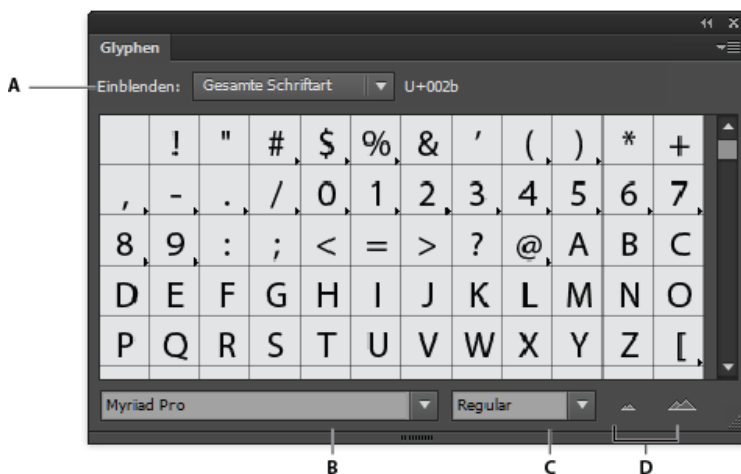 Glyphen
A Einblenden: Gesamte Schriftart U+002b
! " # $ % & ' ( ) * +
, - . / 0 1 2 3 4 5 6 7
8 9 : ; < = > ? @ A B C
D E F G H I J K L M N O
P Q R S T U V W X Y Z [
Myriad Pro Regular
B C D